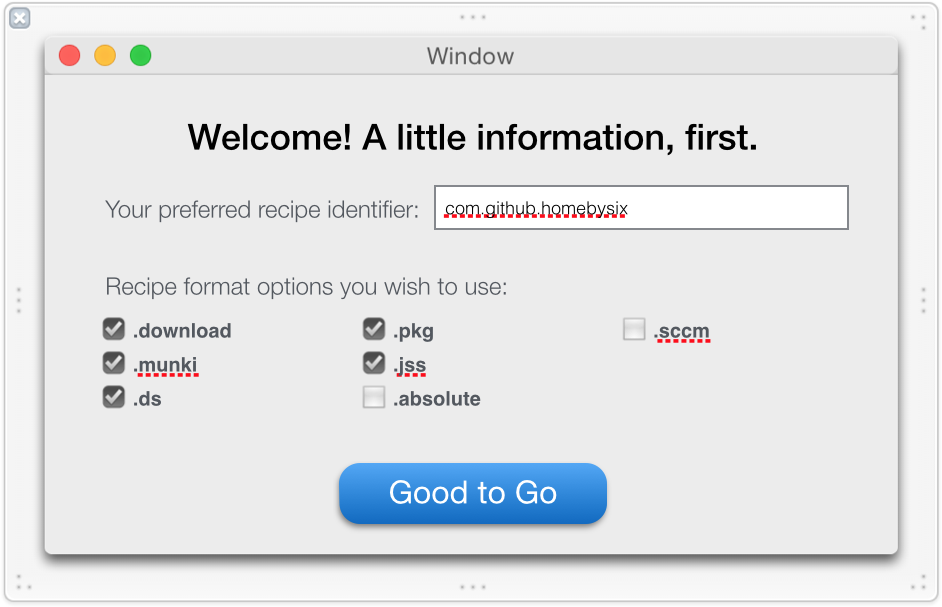 Window
Welcome! A little information, first.
Your preferred recipe identifier: com.github.homebysix
Recipe format options you wish to use:
.download .pkg .sccm
.munki .jss
.ds .absolute
Good to Go